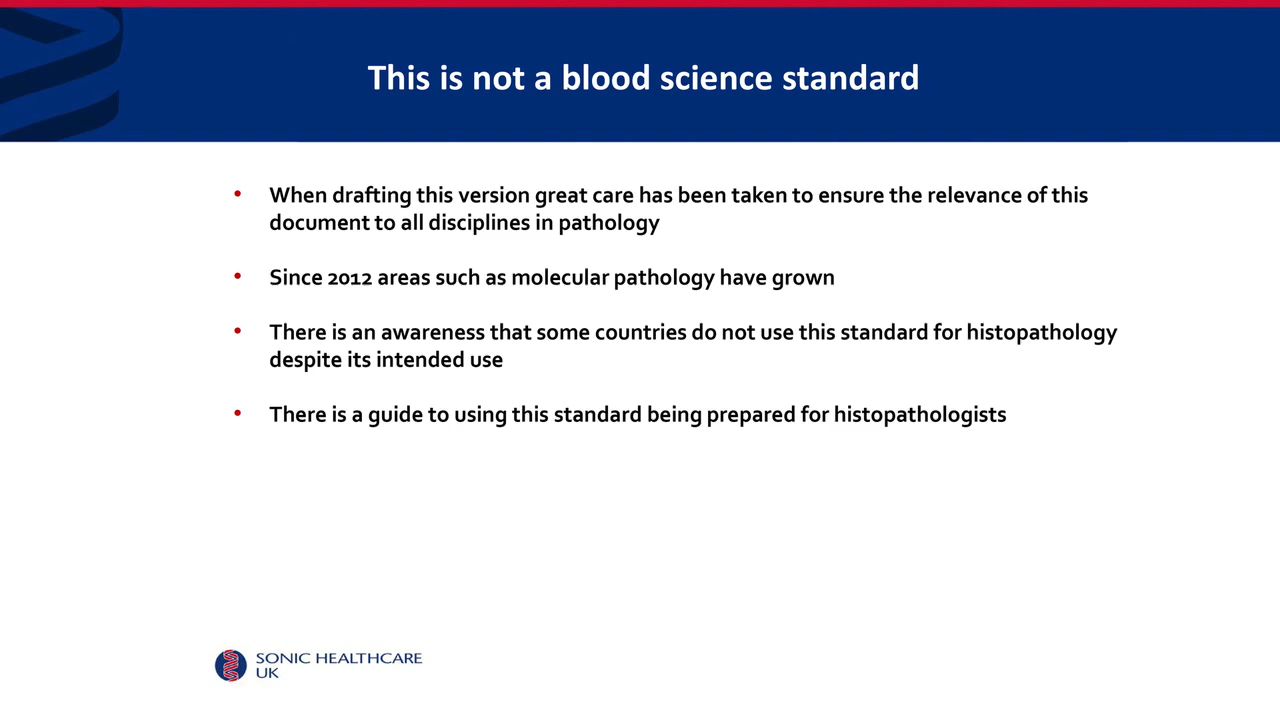 This is not a blood science standard
• When drafting this version great care has been taken to ensure the relevance of this
document to all disciplines in pathology
• Since 2012 areas such as molecular pathology have grown
• There is an awareness that some countries do not use this standard for histopathology
despite its intended use
• There is a guide to using this standard being prepared for histopathologists
SONIC HEALTHCARE
UK